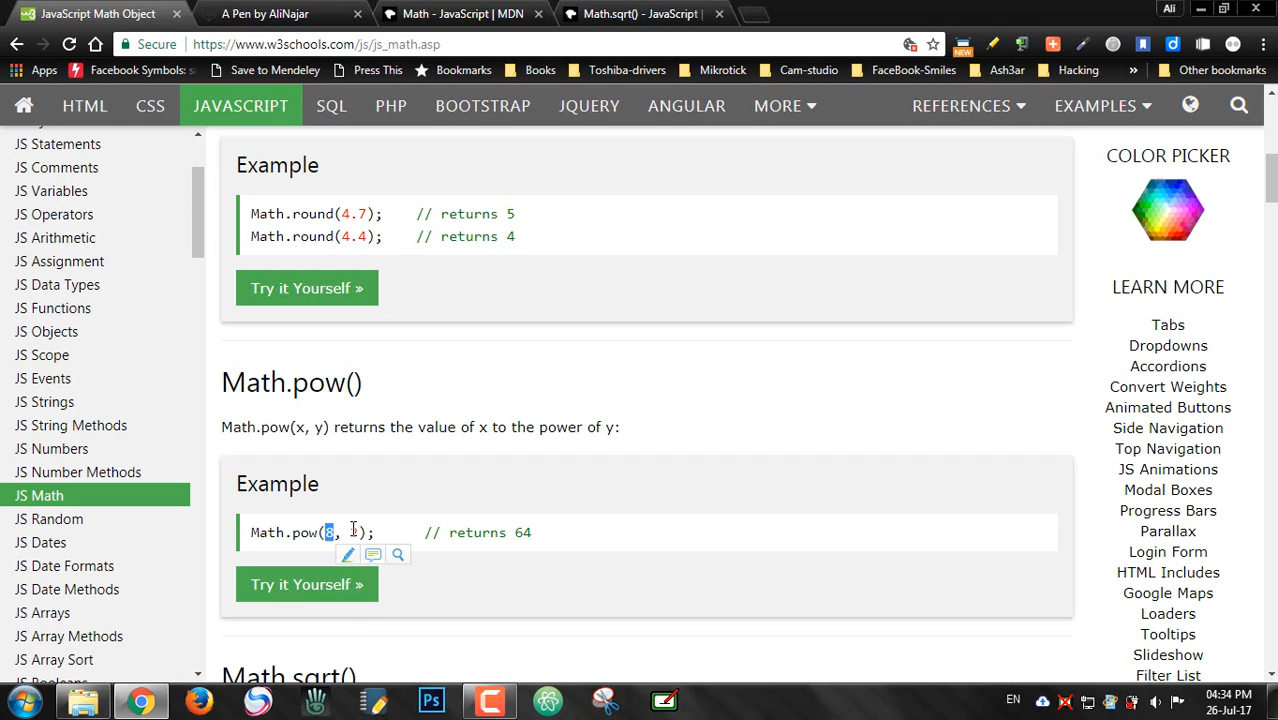 JavaScript Math Object
A Pen by AliNajar
Math - JavaScript | MDN
Math.sqrt() - JavaScript |
Ali
Secure
https://www.w3schools.com/js/js_math.asp
NEW
Apps
Facebook Symbols:
Save to Mendeley
Press This
Bookmarks
Books
Toshiba-drivers
Mikrotick
Cam-studio
FaceBook-Smiles
Ash3ar
Hacking
»
Other bookmarks
HTML
CSS
JAVASCRIPT
SQL
PHP
BOOTSTRAP
JQUERY
ANGULAR
MORE
REFERENCES
EXAMPLES
JS Statements
JS Comments
JS Variables
JS Operators
JS Arithmetic
JS Assignment
JS Data Types
JS Functions
JS Objects
JS Scope
JS Events
JS Strings
JS String Methods
JS Numbers
JS Number Methods
JS Math
JS Random
JS Dates
JS Date Formats
JS Date Methods
JS Arrays
JS Array Methods
JS Array Sort
Example
Math.round(4.7); // returns 5
Math.round(4.4); // returns 4
Try it Yourself »
Math.pow()
Math.pow(x, y) returns the value of x to the power of y:
Example
Math.pow(8, ); // returns 64
Try it Yourself »
Math.sqrt()
COLOR PICKER
LEARN MORE
Tabs
Dropdowns
Accordions
Convert Weights
Animated Buttons
Side Navigation
Top Navigation
JS Animations
Modal Boxes
Progress Bars
Parallax
Login Form
HTML Includes
Google Maps
Loaders
Tooltips
Slideshow
Filter List
Ps
EN
04:34 PM
26-Jul-17